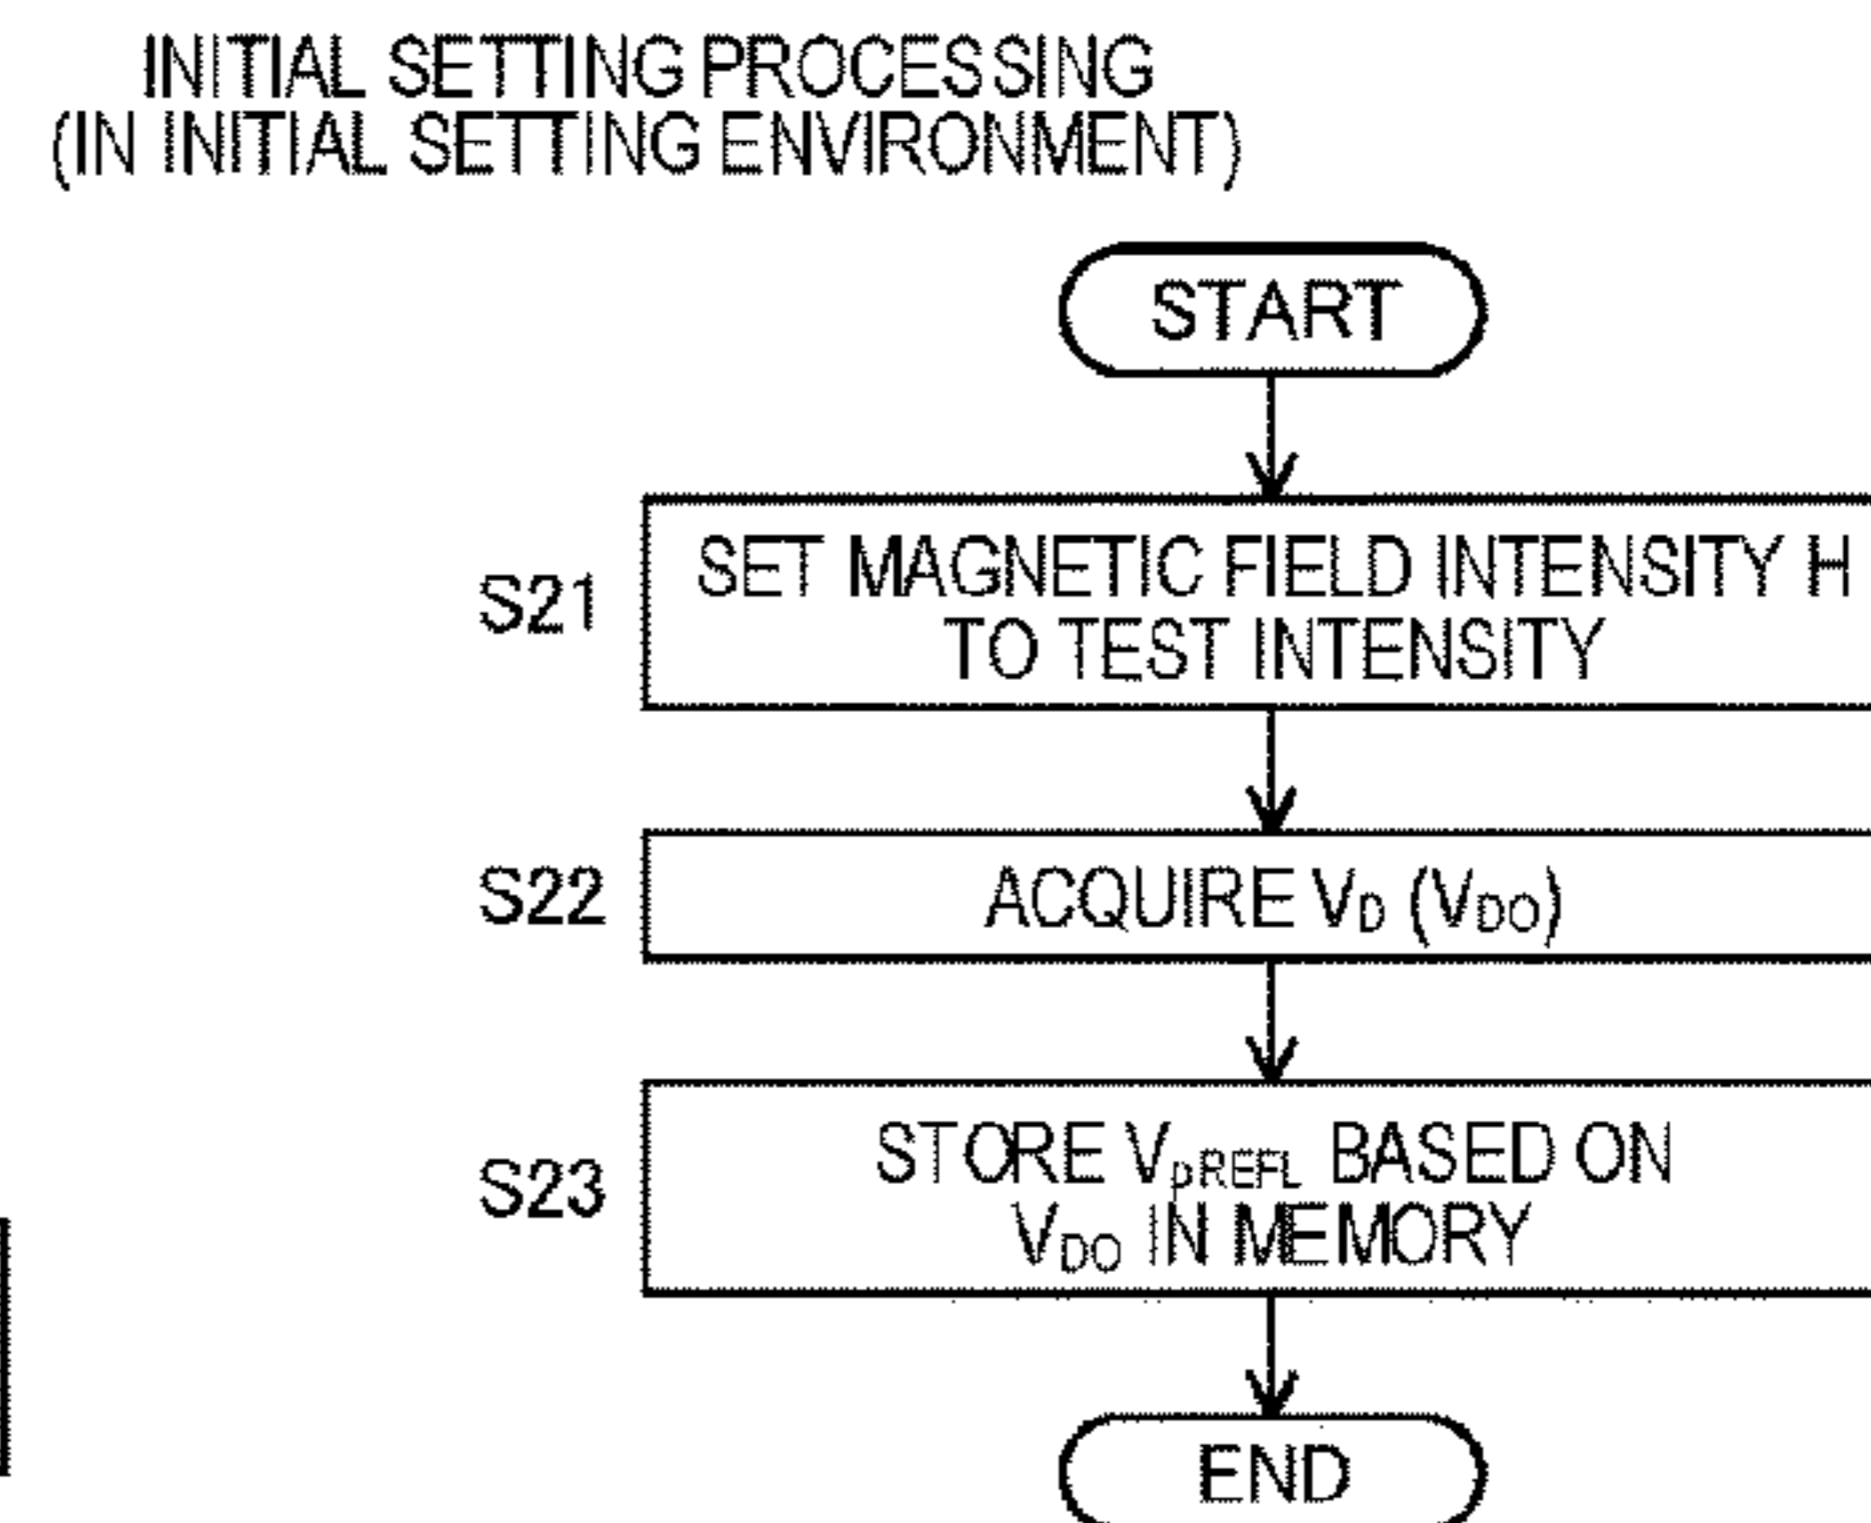 INITIAL SETTING PROCESSING
(IN INITIAL SETTING ENVIRONMENT)
START
S21
SET MAGNETIC FIELD INTENSITY H
TO TEST INTENSITY
S22
ACQUIRE VD (VDO)
S23
STORE VpREFL BASED ON
VDO IN MEMORY
END